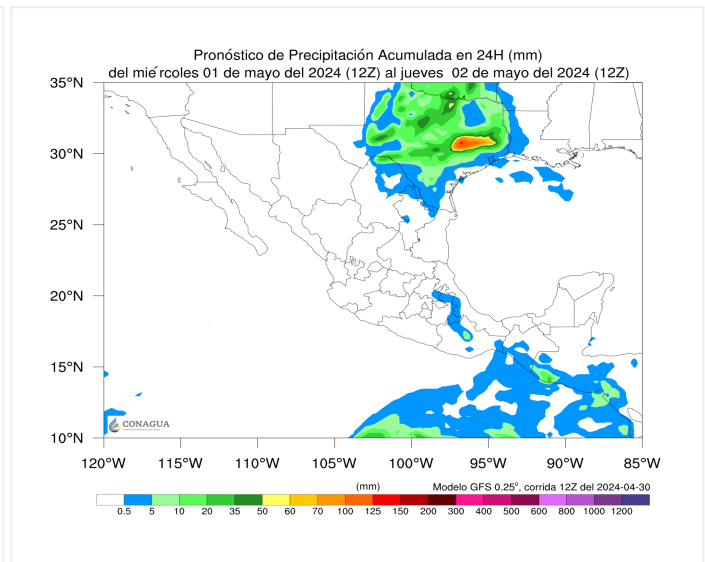 Pronóstico de Precipitación Acumulada en 24H (mm)
del miércoles 01 de mayo del 2024 (12Z) al jueves 02 de mayo del 2024 (12Z)
35°N
30°N
25°N
20°N
15°N
10°N
CONAGUA
120°W 115°W 110°W 105°W 100°W 95°W 90°W 85°W
(mm) Modelo GFS 0.25°, corrida 12Z del 2024-04-30
0.5 5 10 20 35 50 60 70 100 125 150 200 300 400 500 600 800 1000 1200